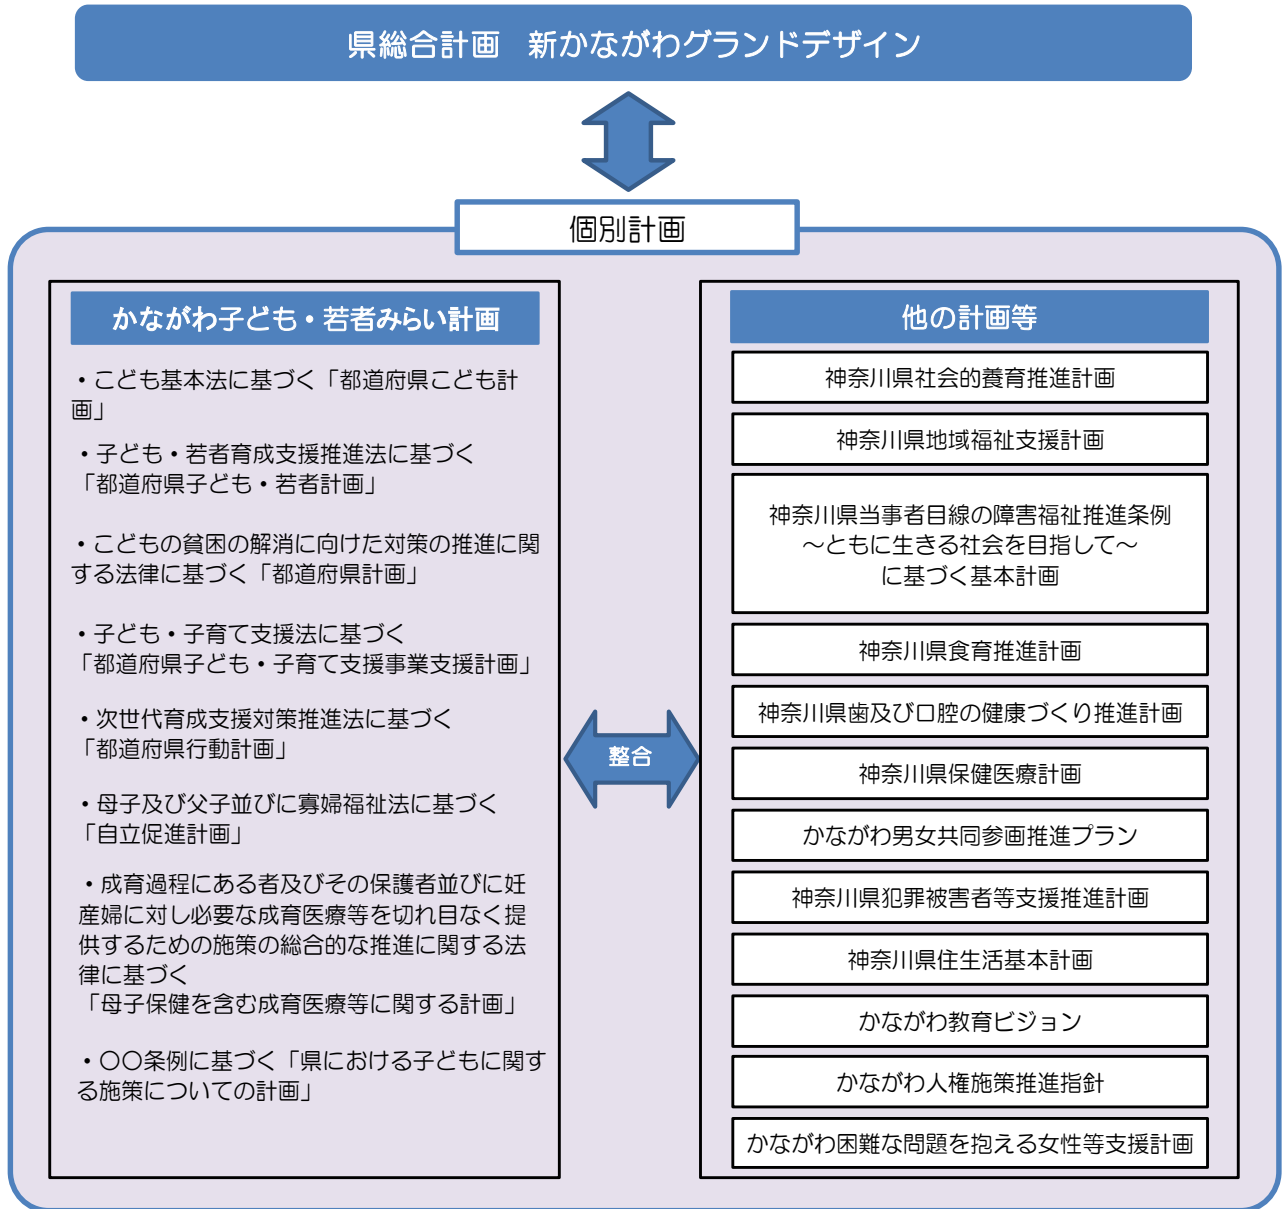 県総合計画　新かながわグランドデザイン
個別計画
かながわ子ども・若者みらい計画
・こども基本法に基づく「都道府県こども計
画」
・子ども・若者育成支援推進法に基づく
「都道府県子ども・若者計画」
・こどもの貧困の解消に向けた対策の推進に関
する法律に基づく「都道府県計画」
・子ども・子育て支援法に基づく
「都道府県子ども・子育て支援事業支援計画」
・次世代育成支援対策推進法に基づく
「都道府県行動計画」
・母子及び父子並びに寡婦福祉法に基づく
「自立促進計画」
・成育過程にある者及びその保護者並びに妊
産婦に対し必要な成育医療等を切れ目なく提
供するための施策の総合的な推進に関する法
律に基づく
「母子保健を含む成育医療等に関する計画」
・〇〇条例に基づく「県における子どもに関す
る施策についての計画」
整合
他の計画等
神奈川県社会的養育推進計画
神奈川県地域福祉支援計画
神奈川県当事者目線の障害福祉推進条例
～ともに生きる社会を目指して～
に基づく基本計画
神奈川県食育推進計画
神奈川県歯及び口腔の健康づくり推進計画
神奈川県保健医療計画
かながわ男女共同参画推進プラン
神奈川県犯罪被害者等支援推進計画
神奈川県住生活基本計画
かながわ教育ビジョン
かながわ人権施策推進指針
かながわ困難な問題を抱える女性等支援計画